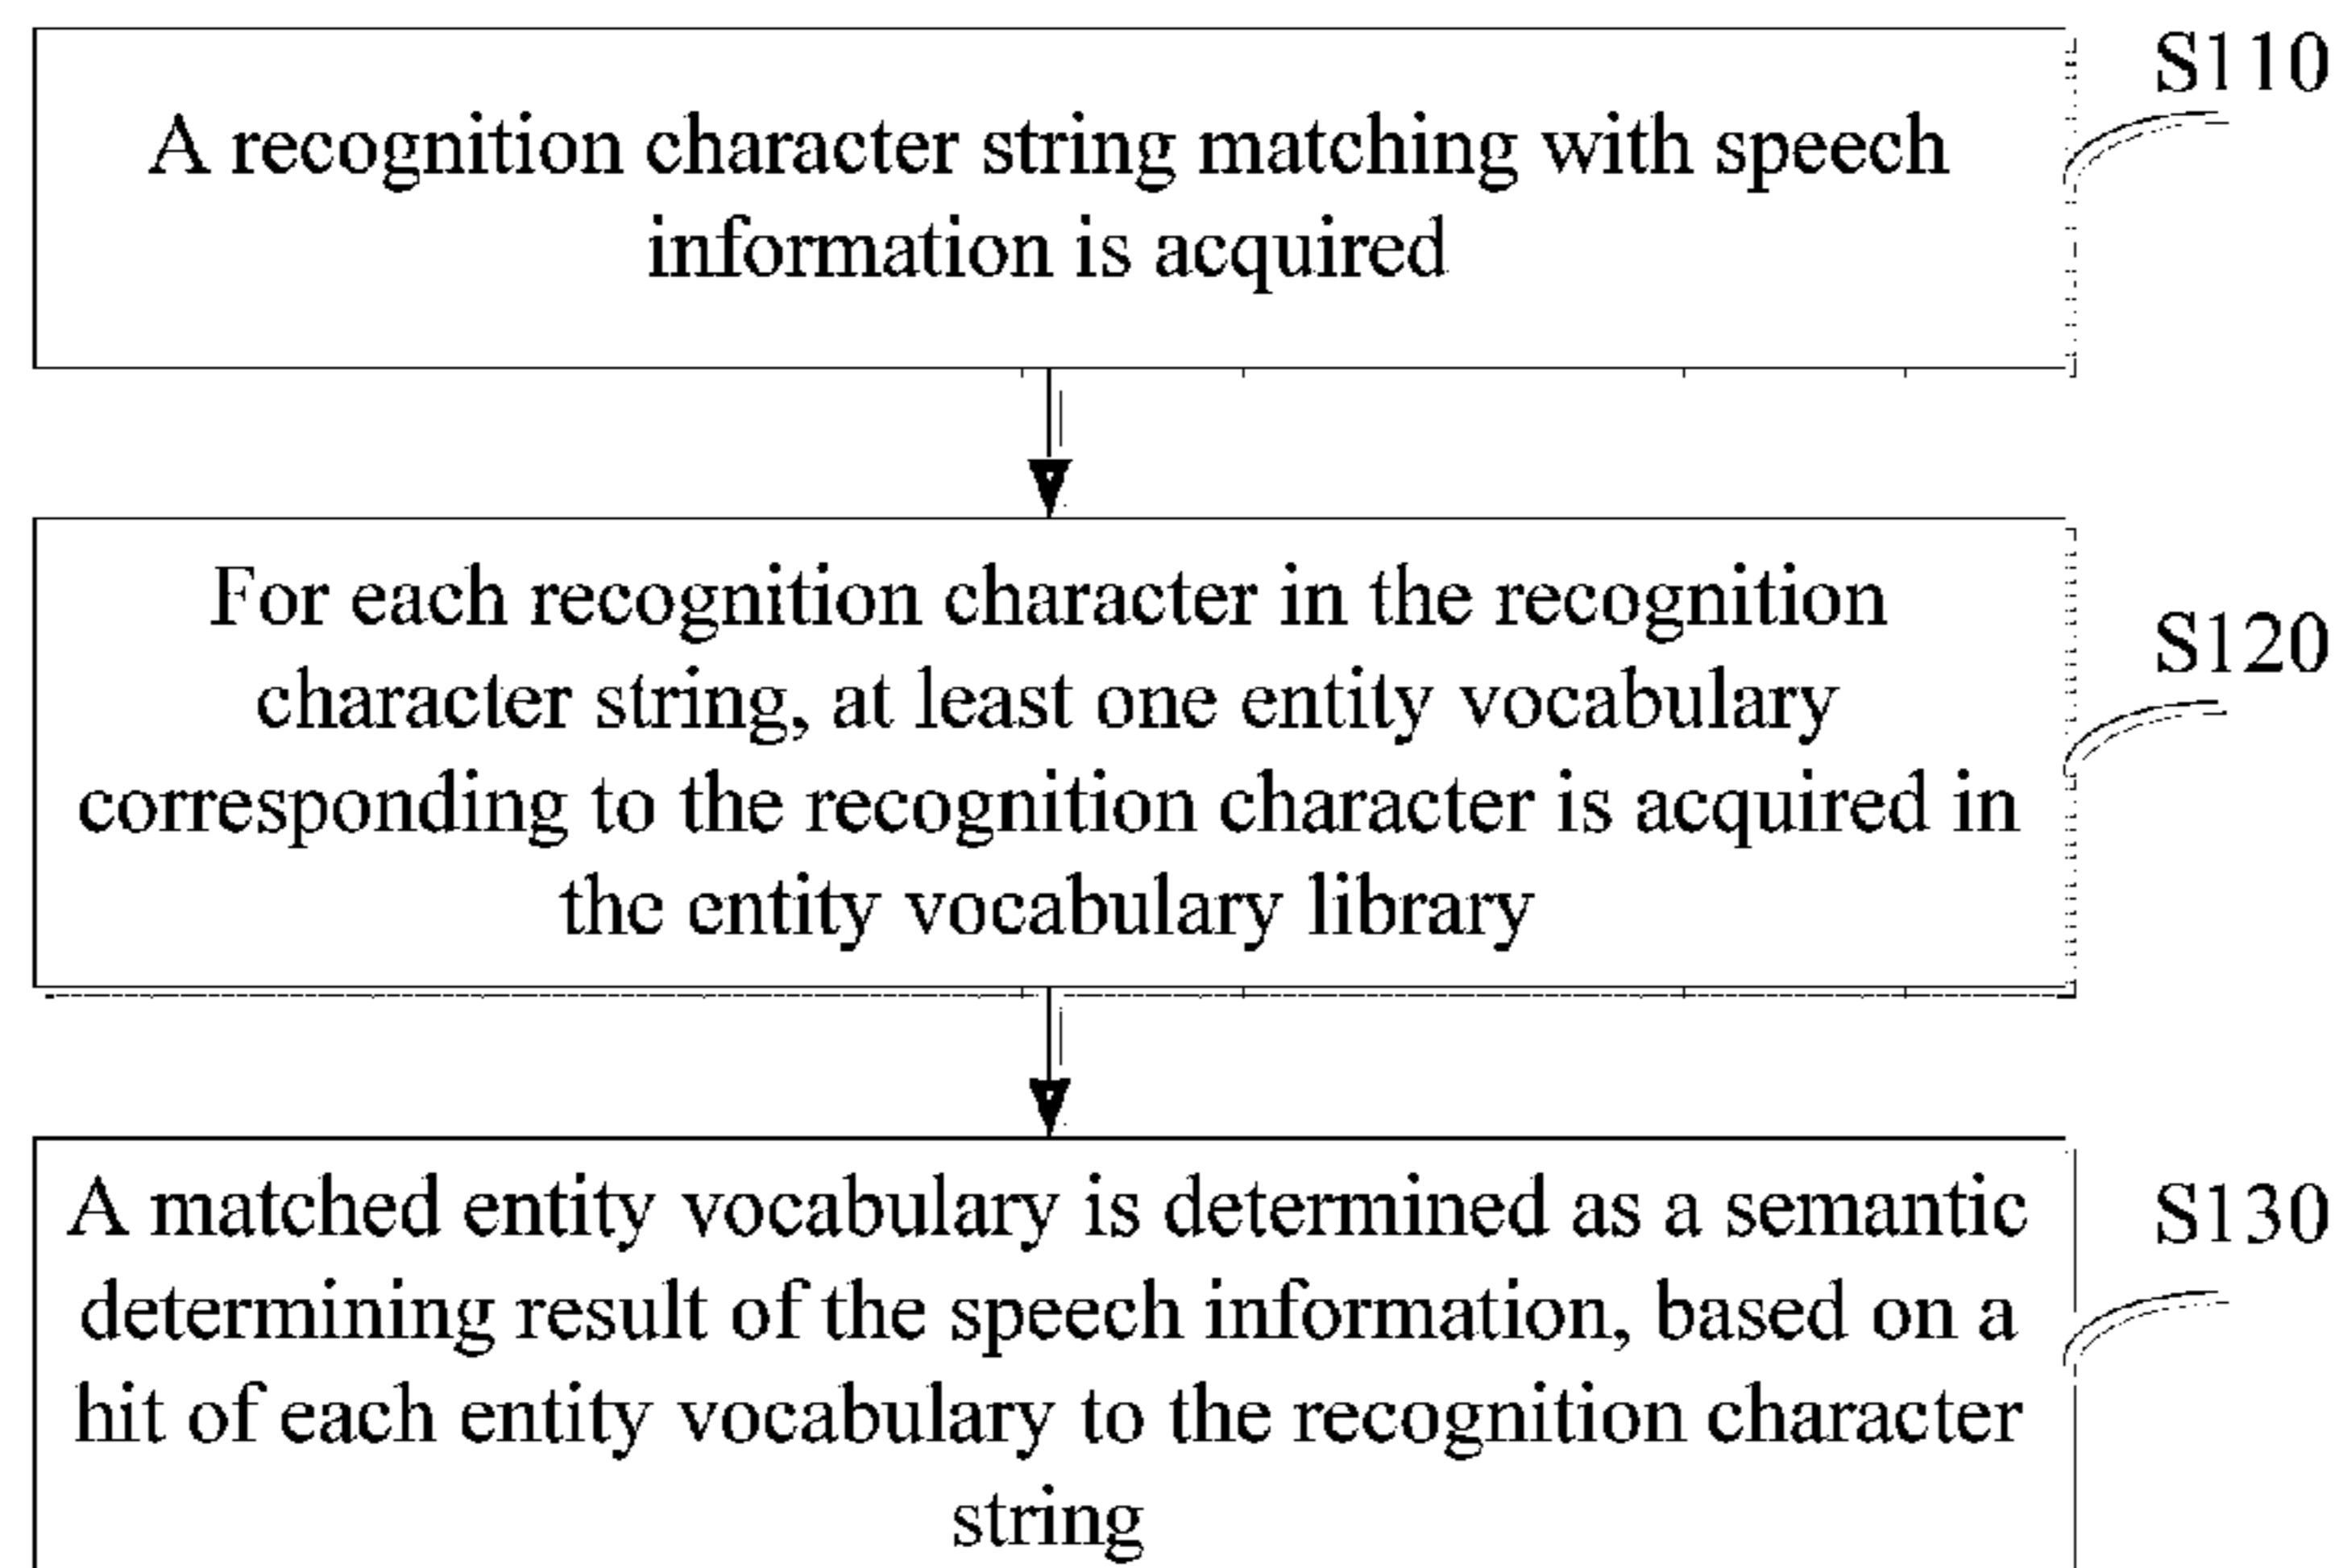 S110
A recognition character string matching with speech
information is acquired
For each recognition character in the recognition
S120
character string, at least one entity vocabulary
corresponding to the recognition character is acquired in
the entity vocabulary library
A matched entity vocabulary is determined as a semantic
S130
determining result of the speech information, based on a
hit of each entity vocabulary to the recognition character
string